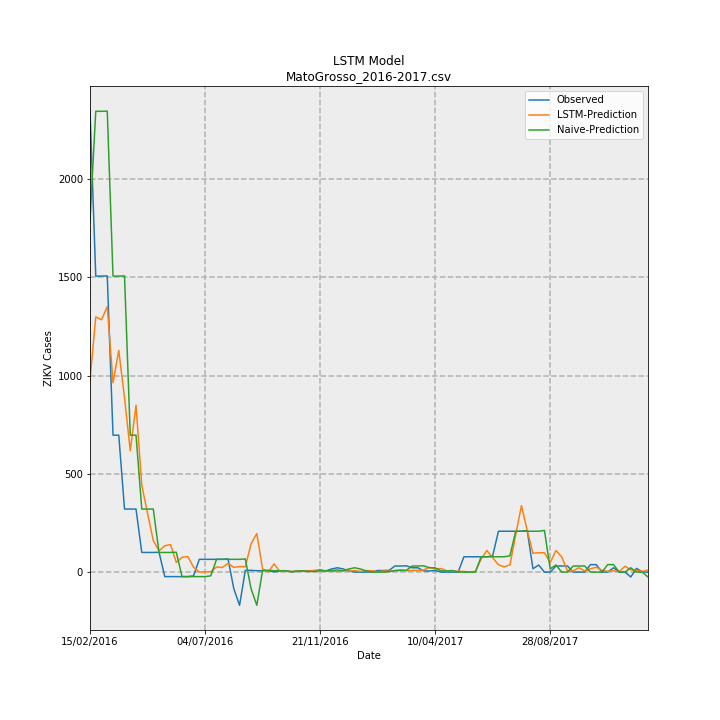 LSTM Model
MatoGrosso_2016-2017.csv
Observed
LSTM-Prediction
Naive-Prediction
2000
1500
1000
500
0
ZIKV Cases
15/02/2016 04/07/2016 21/11/2016 10/04/2017 28/08/2017
Date